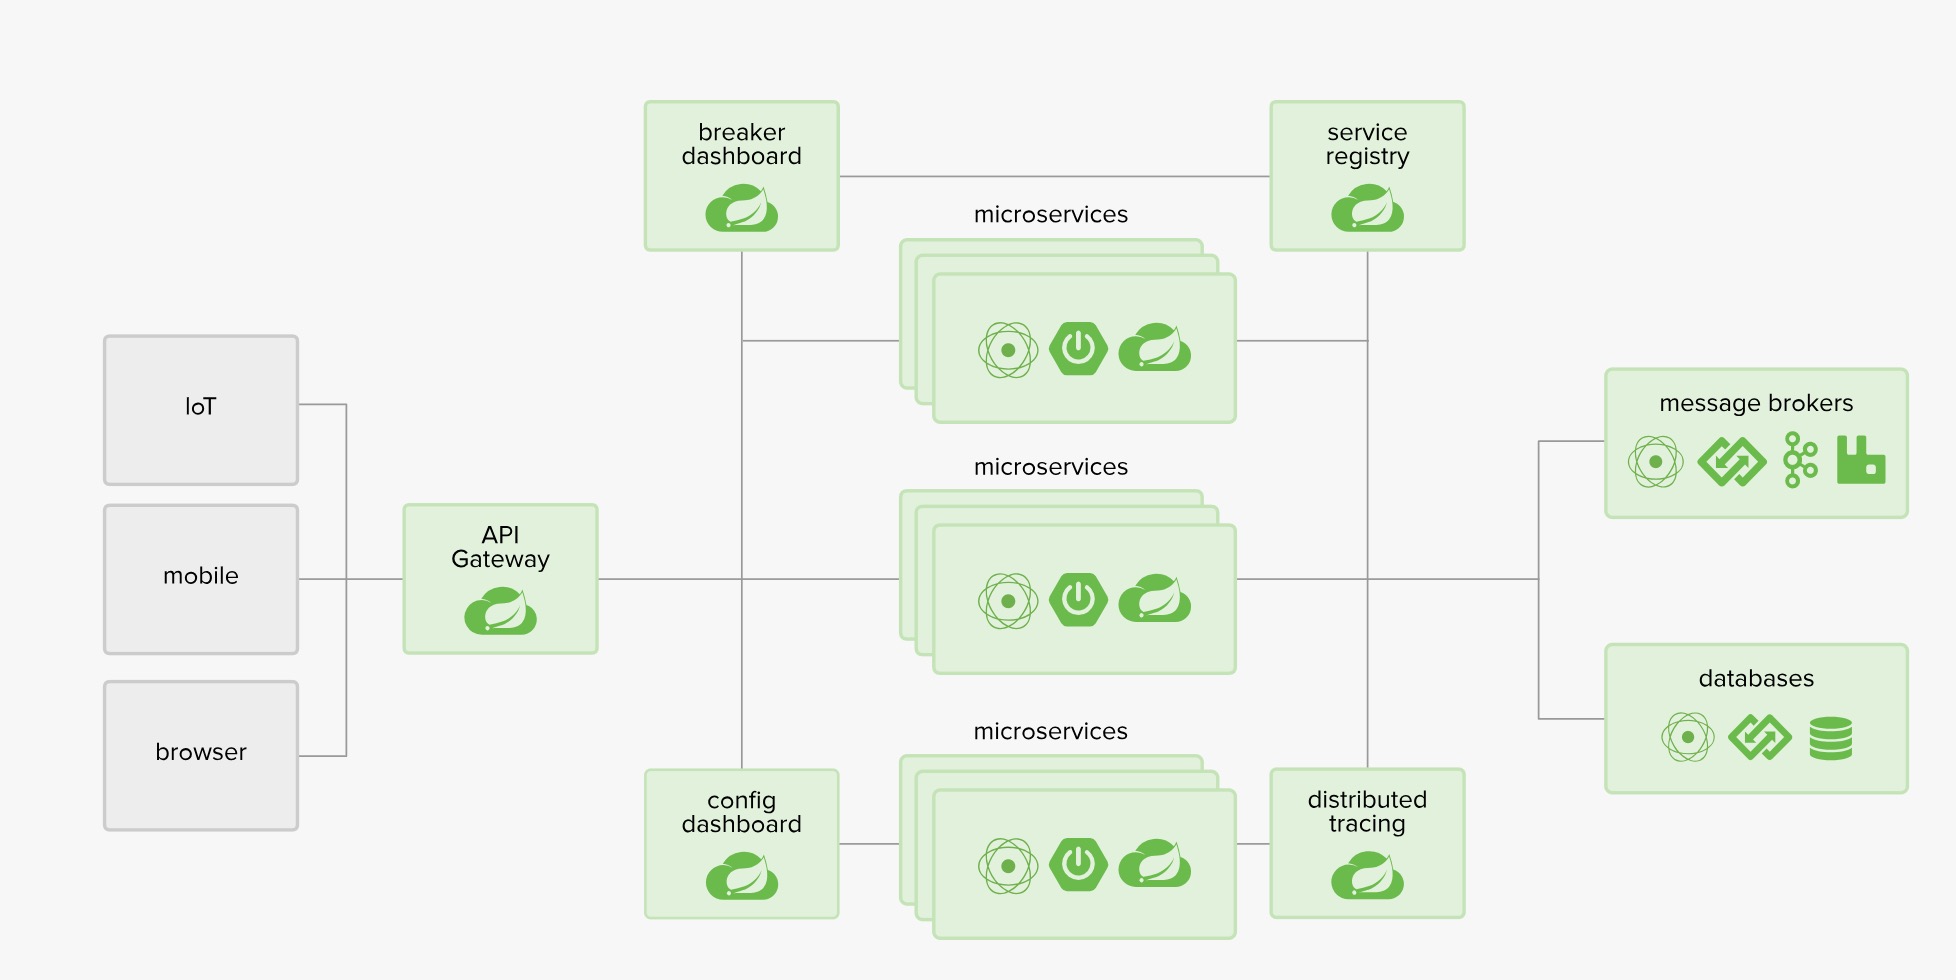 breaker
dashboard
service
registry
microservices
IoT
message brokers
microservices
API
Gateway
mobile
databases
microservices
browser
config
dashboard
distributed
tracing